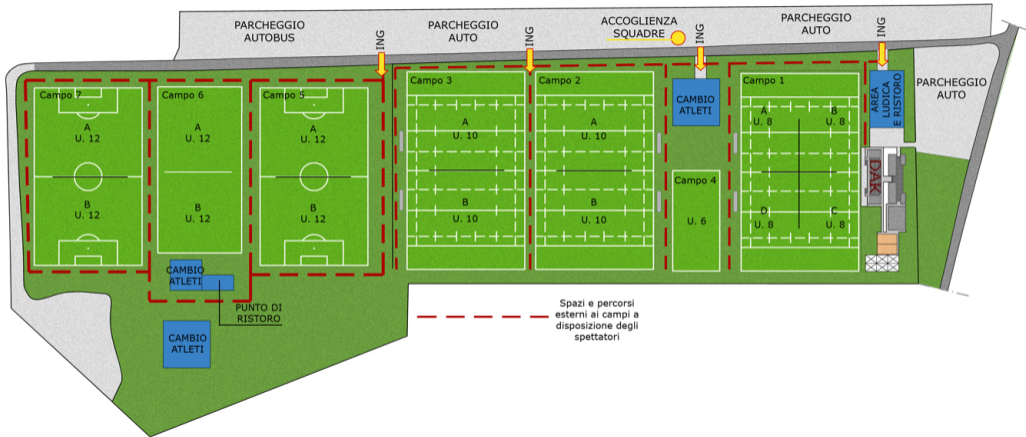 PARCHEGGIO
AUTOBUS
ING
PARCHEGGIO
AUTO
ACCOGLIENZA
SQUADRE
ING
PARCHEGGIO
AUTO
ING
PARCHEGGIO
AUTO
Campo 7
A
U. 12
B
U. 12
Campo 6
A
U. 12
B
U. 12
Campo 5
A
U. 12
B
U. 12
Campo 3
A
U. 10
B
U. 10
Campo 2
A
U. 10
B
U. 10
CAMBIO
ATLETI
Campo 4
U. 6
Campo 1
A
U. 8
B
U. 8
D
U. 8
C
U. 8
AREA
LUDICA
E RISTORO
DAK
CAMBIO
ATLETI
PUNTO DI
RISTORO
CAMBIO
ATLETI
Spazi e percorsi
esterni ai campi a
disposizione degli
spettatori